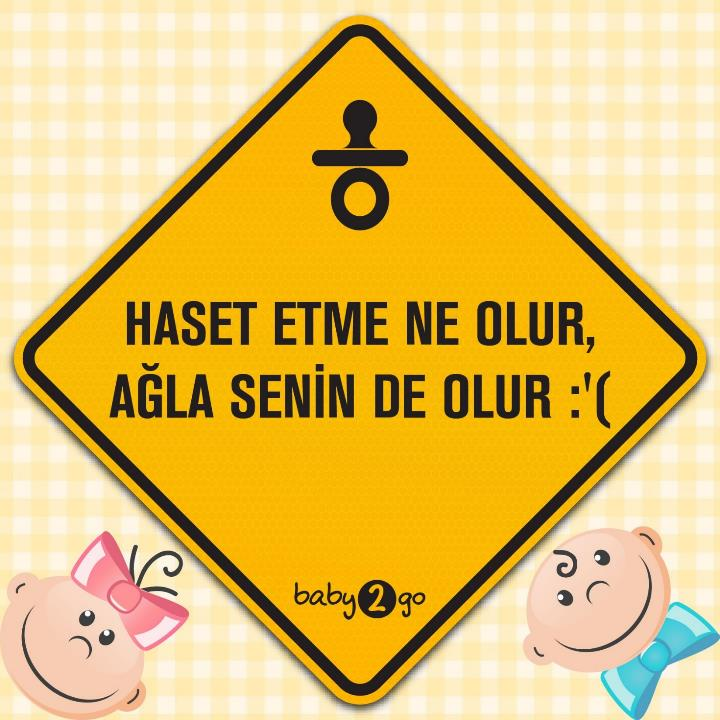 HASET ETME NE OLUR,
AĞLA SENİN DE OLUR :'(
baby2go